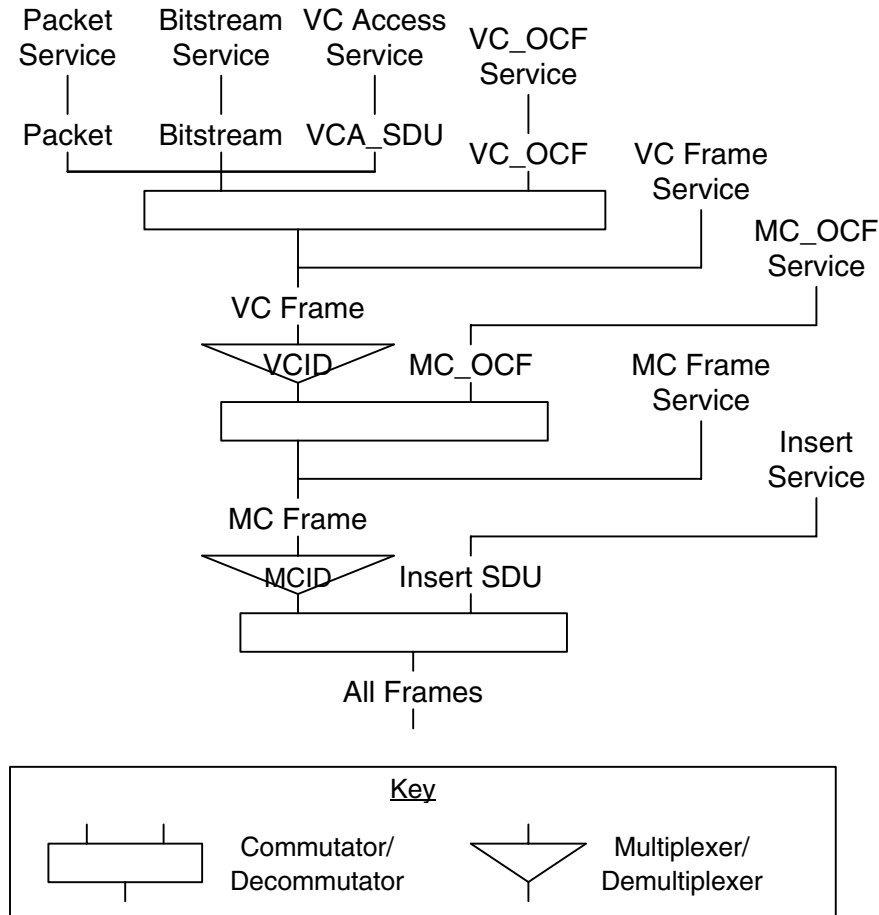 Packet Service
Bitstream Service
VC Access Service
VC_OCF Service
Packet
Bitstream
VCA_SDU
VC_OCF
VC Frame Service
MC_OCF Service
VC Frame
VCID
MC_OCF
MC Frame Service
Insert Service
MC Frame
MCID
Insert SDU
All Frames
Key
Commutator/
Decommutator
Multiplexer/
Demultiplexer